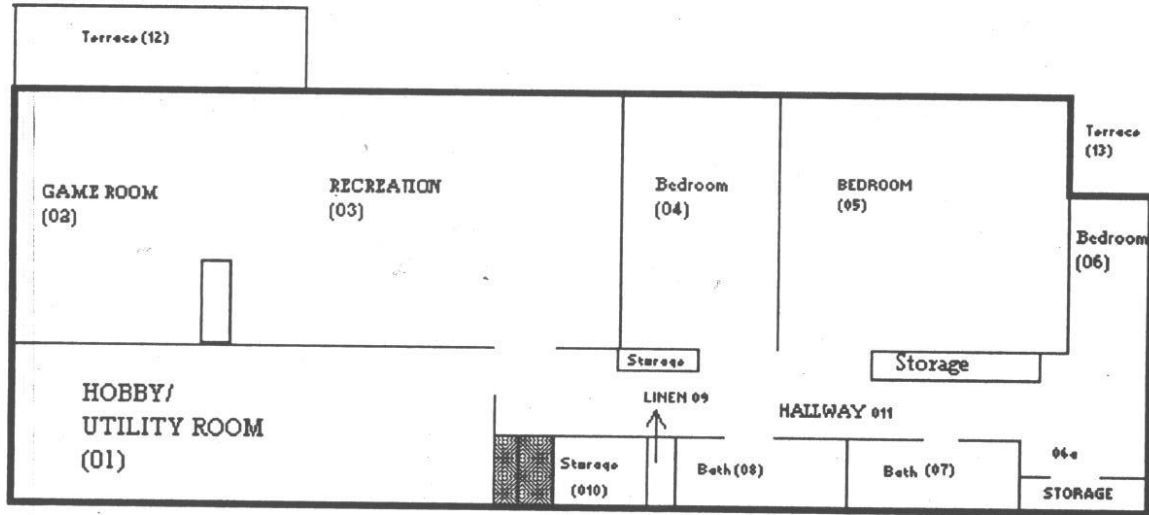 Terrace (12)
Terrace
(13)
GAME ROOM
(02)
RECREATION
(03)
Bedroom
(04)
BEDROOM
(05)
Bedroom
(06)
Storage
Storage
HOBBY/
UTILITY ROOM
(01)
LINEN 09
HALLWAY 011
Storage
(010)
Bath (08)
Bath (07)
06a
STORAGE